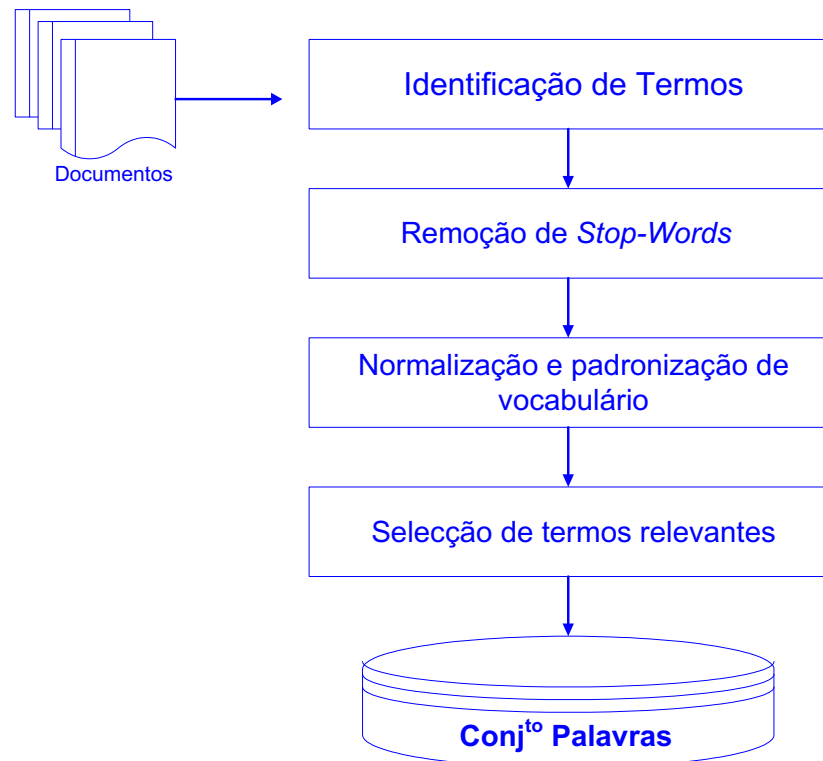 Documentos
Identificação de Termos
Remoção de Stop-Words
Normalização e padronização de
vocabulário
Selecção de termos relevantes
Conjto Palavras